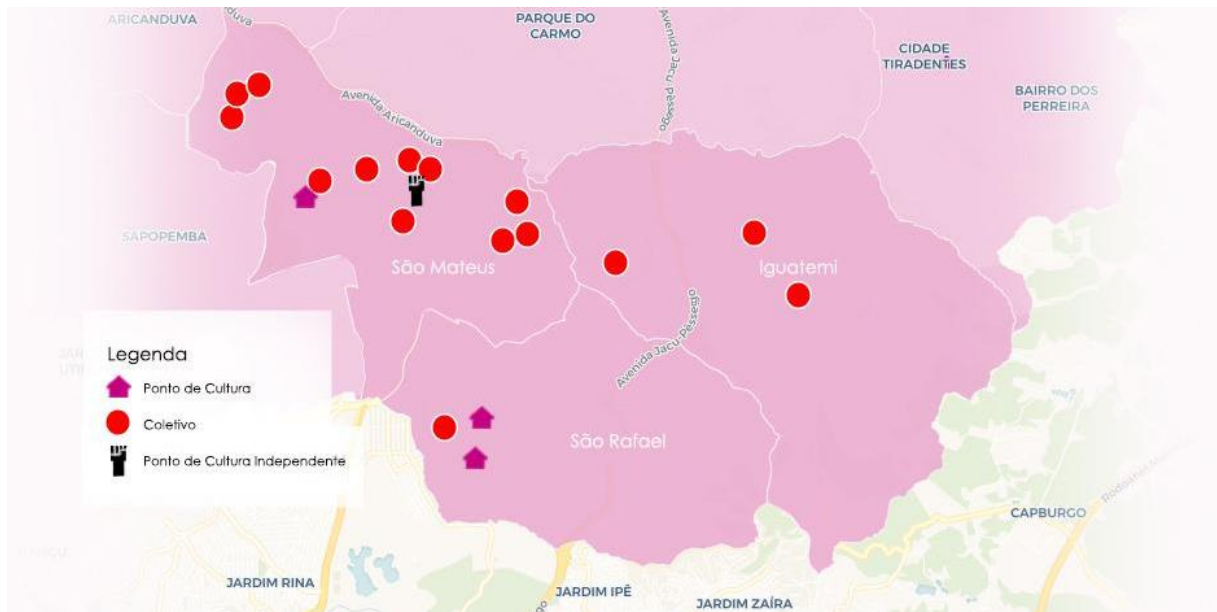 ARICANDUVA
PARQUE DO
CARMO
Avenida Jacu-Pêssego
CIDADE
TIRADENTES
BAIRRO DOS
PERREIRA
Avenida Aricanduva
SAPOPEMBA
São Mateus
Iguatemi
Avenida Jacu-Pêssego
São Rafael
Legenda
Ponto de Cultura
Coletivo
Ponto de Cultura Independente
CAPBURGO
JARDIM RINA
JARDIM IPÊ
JARDIM ZAÍRA